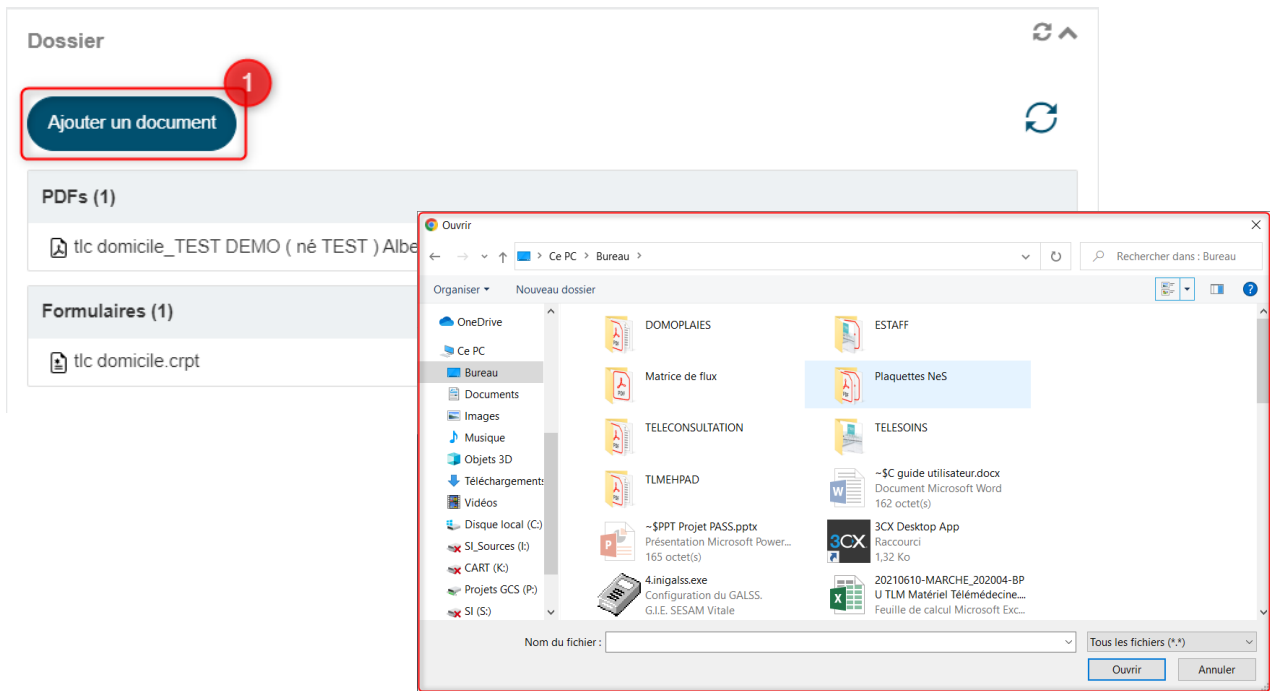 Dossier
1
Ajouter un document
PDFs (1)
tlc domicile_TEST DEMO ( né TEST ) Albe
Formulaires (1)
tlc domicile.crpt
Ouvrir
Ce PC > Bureau >
Rechercher dans : Bureau
Organiser
Nouveau dossier
OneDrive
Ce PC
Bureau
Documents
Images
Musique
Objets 3D
Téléchargements
Vidéos
Disque local (C:)
SI_Sources (I:)
CART (K:)
Projets GCS (P:)
SI (S:)
DOMOPLAIES
ESTAFF
Matrice de flux
Plaquettes NeS
TELECONSULTATION
TELESOINS
TLMEHPAD
~$C guide utilisateur.docx
Document Microsoft Word
162 octet(s)
~$PPT Projet PASS.pptx
Présentation Microsoft Power...
165 octet(s)
3CX
3CX Desktop App
Raccourci
1,32 Ko
4.inigalss.exe
Configuration du GALSS.
G.I.E. SESAM Vitale
20210610-MARCHE_202004-BP
U TLM Matériel Télémédecine....
Feuille de calcul Microsoft Exc...
Nom du fichier :
Tous les fichiers (*.*)
Ouvrir
Annuler